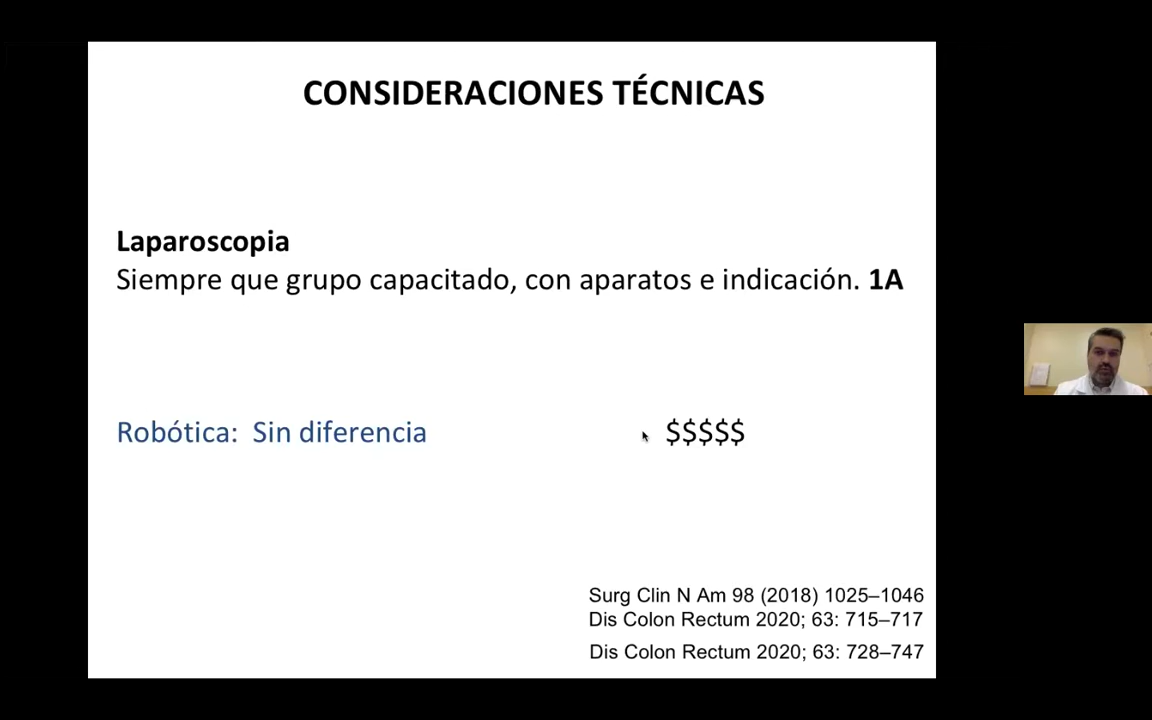 CONSIDERACIONES TÉCNICAS
Laparoscopia
Siempre que grupo capacitado, con aparatos e indicación. 1A
Robótica: Sin diferencia $$$$$
Surg Clin N Am 98 (2018) 1025–1046
Dis Colon Rectum 2020; 63: 715–717
Dis Colon Rectum 2020; 63: 728–747